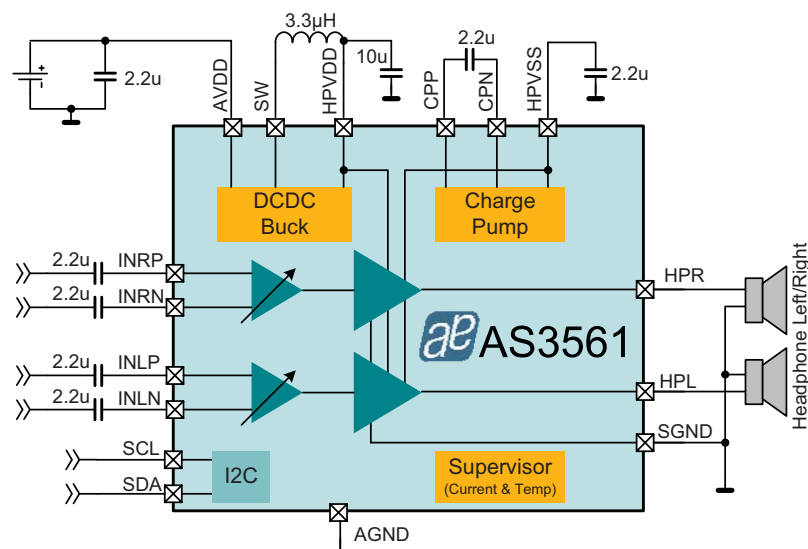 3.3µH
2.2u
10u
2.2u
2.2u
AVDD
SW
HPVDD
CPP
CPN
HPVSS
DCDC
Buck
Charge
Pump
2.2u
INRP
2.2u
INRN
HPR
ae AS3561
2.2u
INLP
2.2u
INLN
HPL
Headphone Left/Right
SGND
SCL
SDA
I2C
Supervisor
(Current & Temp)
AGND